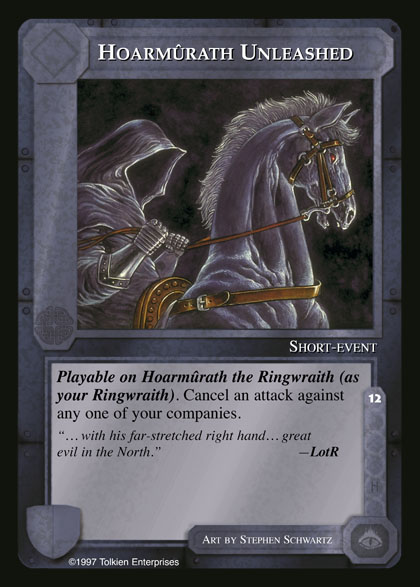 HOARMÛRATH UNLEASHED
SHORT-EVENT
Playable on Hoarmûrath the Ringwraith (as
your Ringwraith). Cancel an attack against
any one of your companies.
“… with his far-stretched right hand… great
evil in the North.” —LotR
12
H
ART BY STEPHEN SCHWARTZ
©1997 Tolkien Enterprises